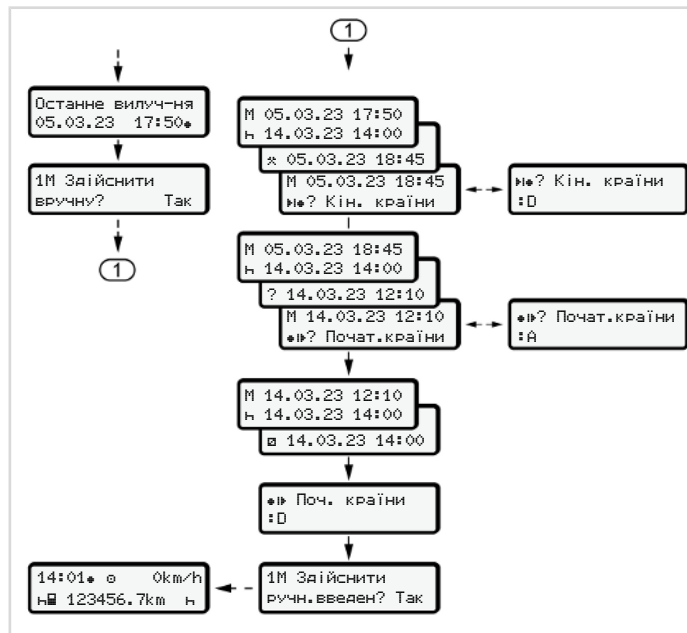 Останне вилуч-ня
05.03.23 17:50
1М Здійснити
вручну? Так
1
1
М 05.03.23 17:50
14.03.23 14:00
05.03.23 18:45
М 05.03.23 18:45
? Кін. країни
? Кін. країни
:D
М 05.03.23 18:45
14.03.23 14:00
? 14.03.23 12:10
М 14.03.23 12:10
? Почат.країни
? Почат.країни
:A
М 14.03.23 12:10
14.03.23 14:00
14.03.23 14:00
Поч. країни
:D
1М Здійснити
ручн.введен? Так
14:01 0km/h
123456.7km